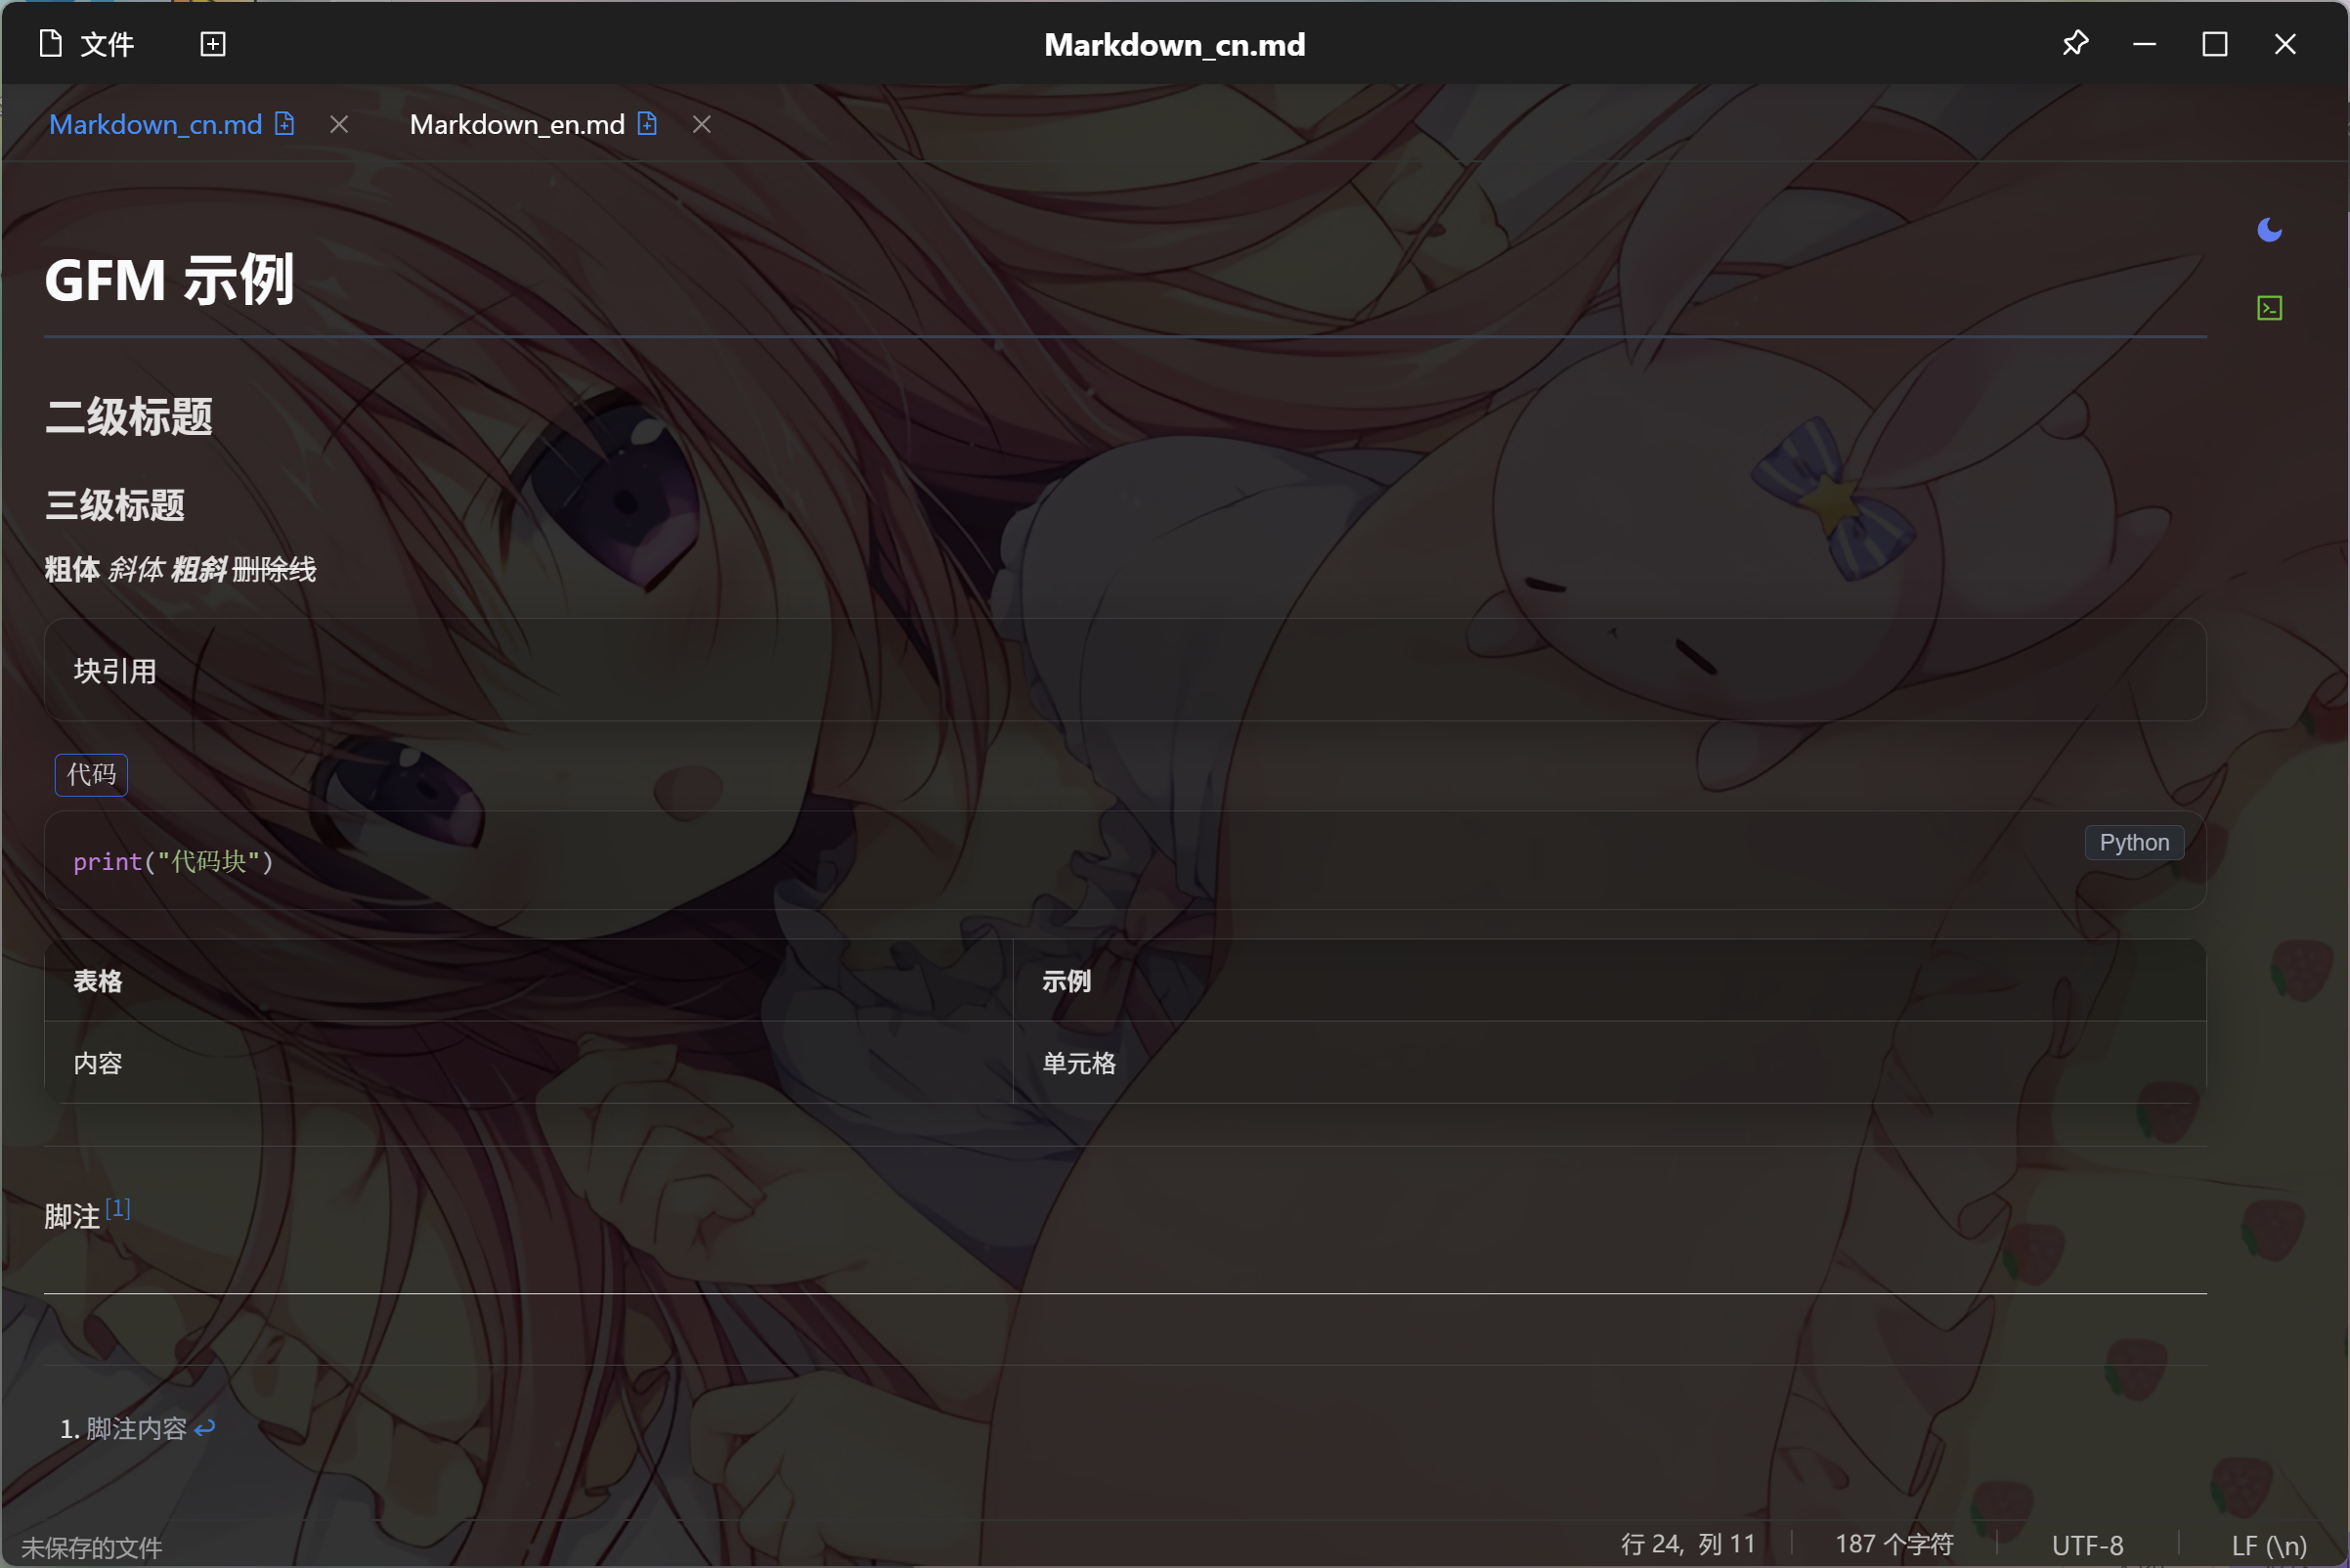 文件
Markdown_cn.md
Markdown_cn.md Markdown_en.md
GFM 示例
二级标题
三级标题
粗体 斜体 粗斜 删除线
块引用
代码
Python
print("代码块")
表格 示例
内容 单元格
脚注[1]
1. 脚注内容 ↩
未保存的文件 行 24, 列 11 187 个字符 UTF-8 LF (\n)